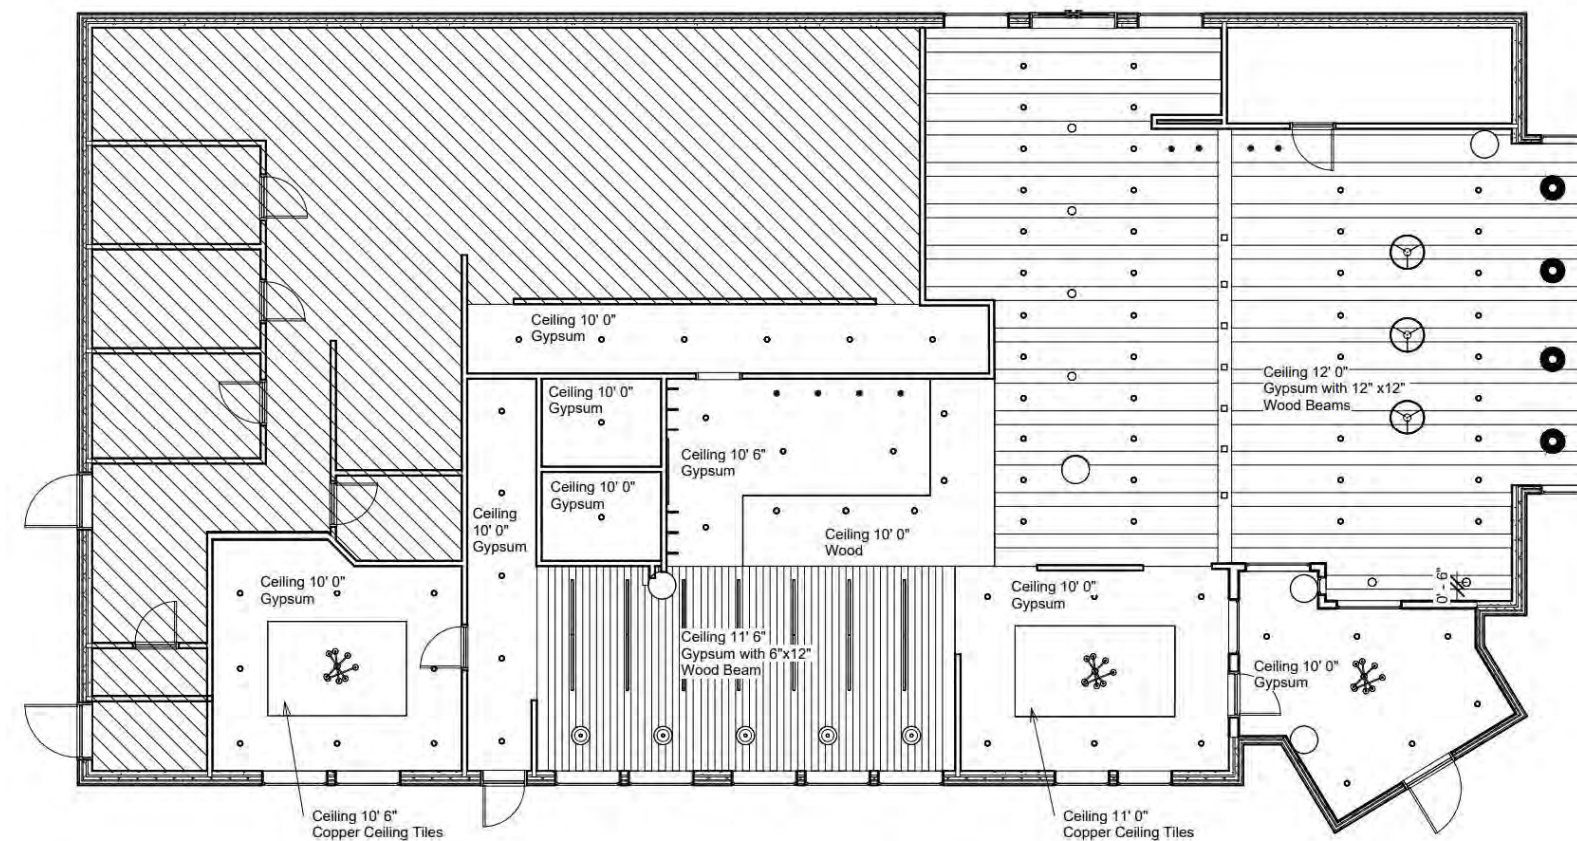 Ceiling 10' 0"
Gypsum
Ceiling 12' 0"
Gypsum with 12" x12"
Wood Beams
Ceiling 10' 0"
Gypsum
Ceiling 10' 6"
Gypsum
Ceiling 10' 0"
Gypsum
Ceiling
10' 0"
Gypsum
Ceiling 10' 0"
Wood
Ceiling 10' 0"
Gypsum
Ceiling 10' 0"
Gypsum
0' - 6"
Ceiling 11' 6"
Gypsum with 6"x12"
Wood Beam
Ceiling 10' 0"
Gypsum
Ceiling 10' 6"
Copper Ceiling Tiles
Ceiling 11' 0"
Copper Ceiling Tiles